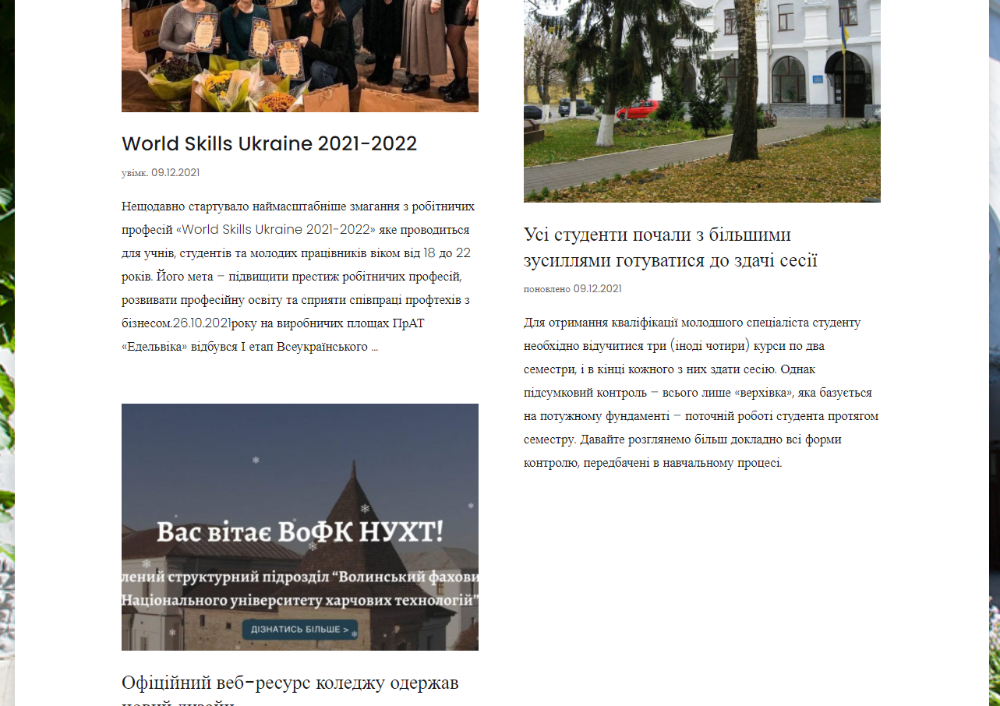 World Skills Ukraine 2021-2022
увімк. 09.12.2021
Нещодавно стартувало наймасштабніше змагання з робітничих
професій «World Skills Ukraine 2021-2022» яке проводиться
для учнів, студентів та молодих працівників віком від 18 до 22
років. Його мета – підвищити престиж робітничих професій,
розвивати професійну освіту та сприяти співпраці профтехів з
бізнесом.26.10.2021року на виробничих площах ПрАТ
«Едельвіка» відбувся І етап Всеукраїнського ...
Вас вітає ВоФК НУХТ!
лений структурний підрозділ “Волинський фахови
Національного університету харчових технологій”
ДІЗНАТИСЬ БІЛЬШЕ >
Офіційний веб-ресурс коледжу одержав
новий дизайн
Усі студенти почали з більшими
зусиллями готуватися до здачі сесії
поновлено 09.12.2021
Для отримання кваліфікації молодшого спеціаліста студенту
необхідно відучитися три (іноді чотири) курси по два
семестри, і в кінці кожного з них здати сесію. Однак
підсумковий контроль – всього лише «верхівка», яка базується
на потужному фундаменті – поточній роботі студента протягом
семестру. Давайте розглянемо більш докладно всі форми
контролю, передбачені в навчальному процесі.